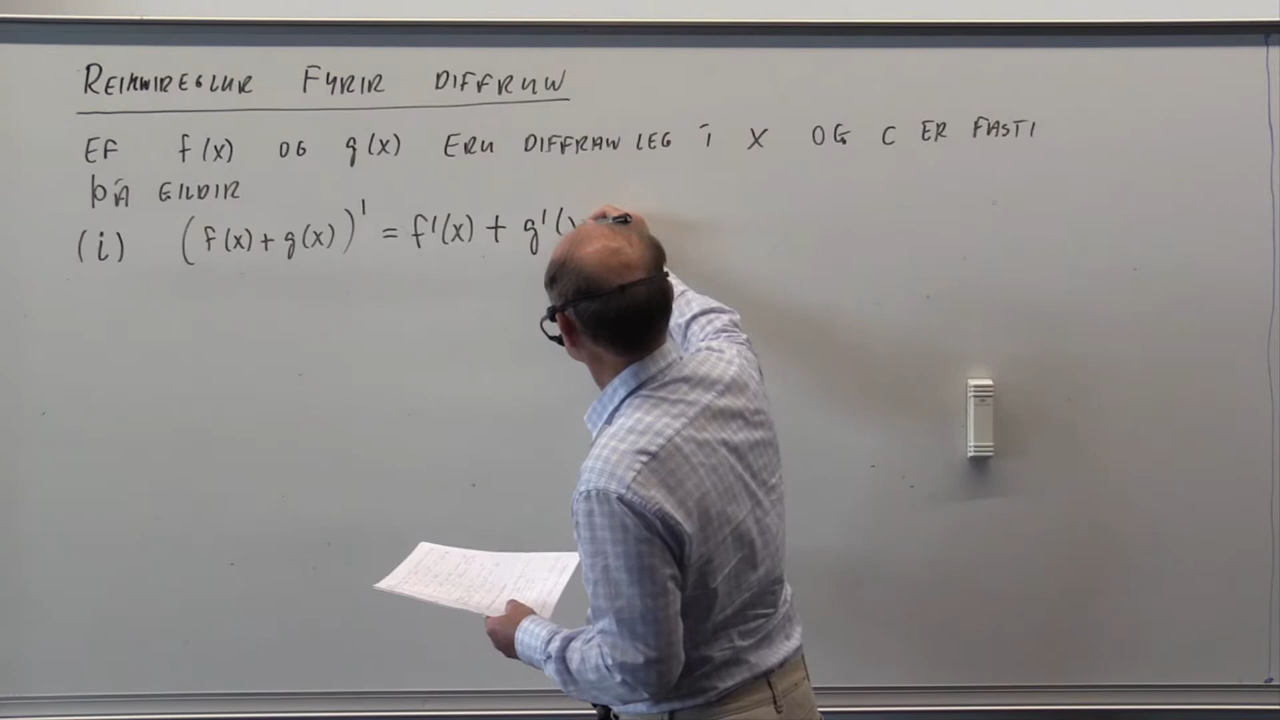 REIKNIREGLUR FYRIR DIFFRUN
EF f(x) OG g(x) ERU DIFFRANLEG Í X OG C ER FASTI
ÞÁ GILDIR
(i) (f(x)+g(x))' = f'(x) + g'(